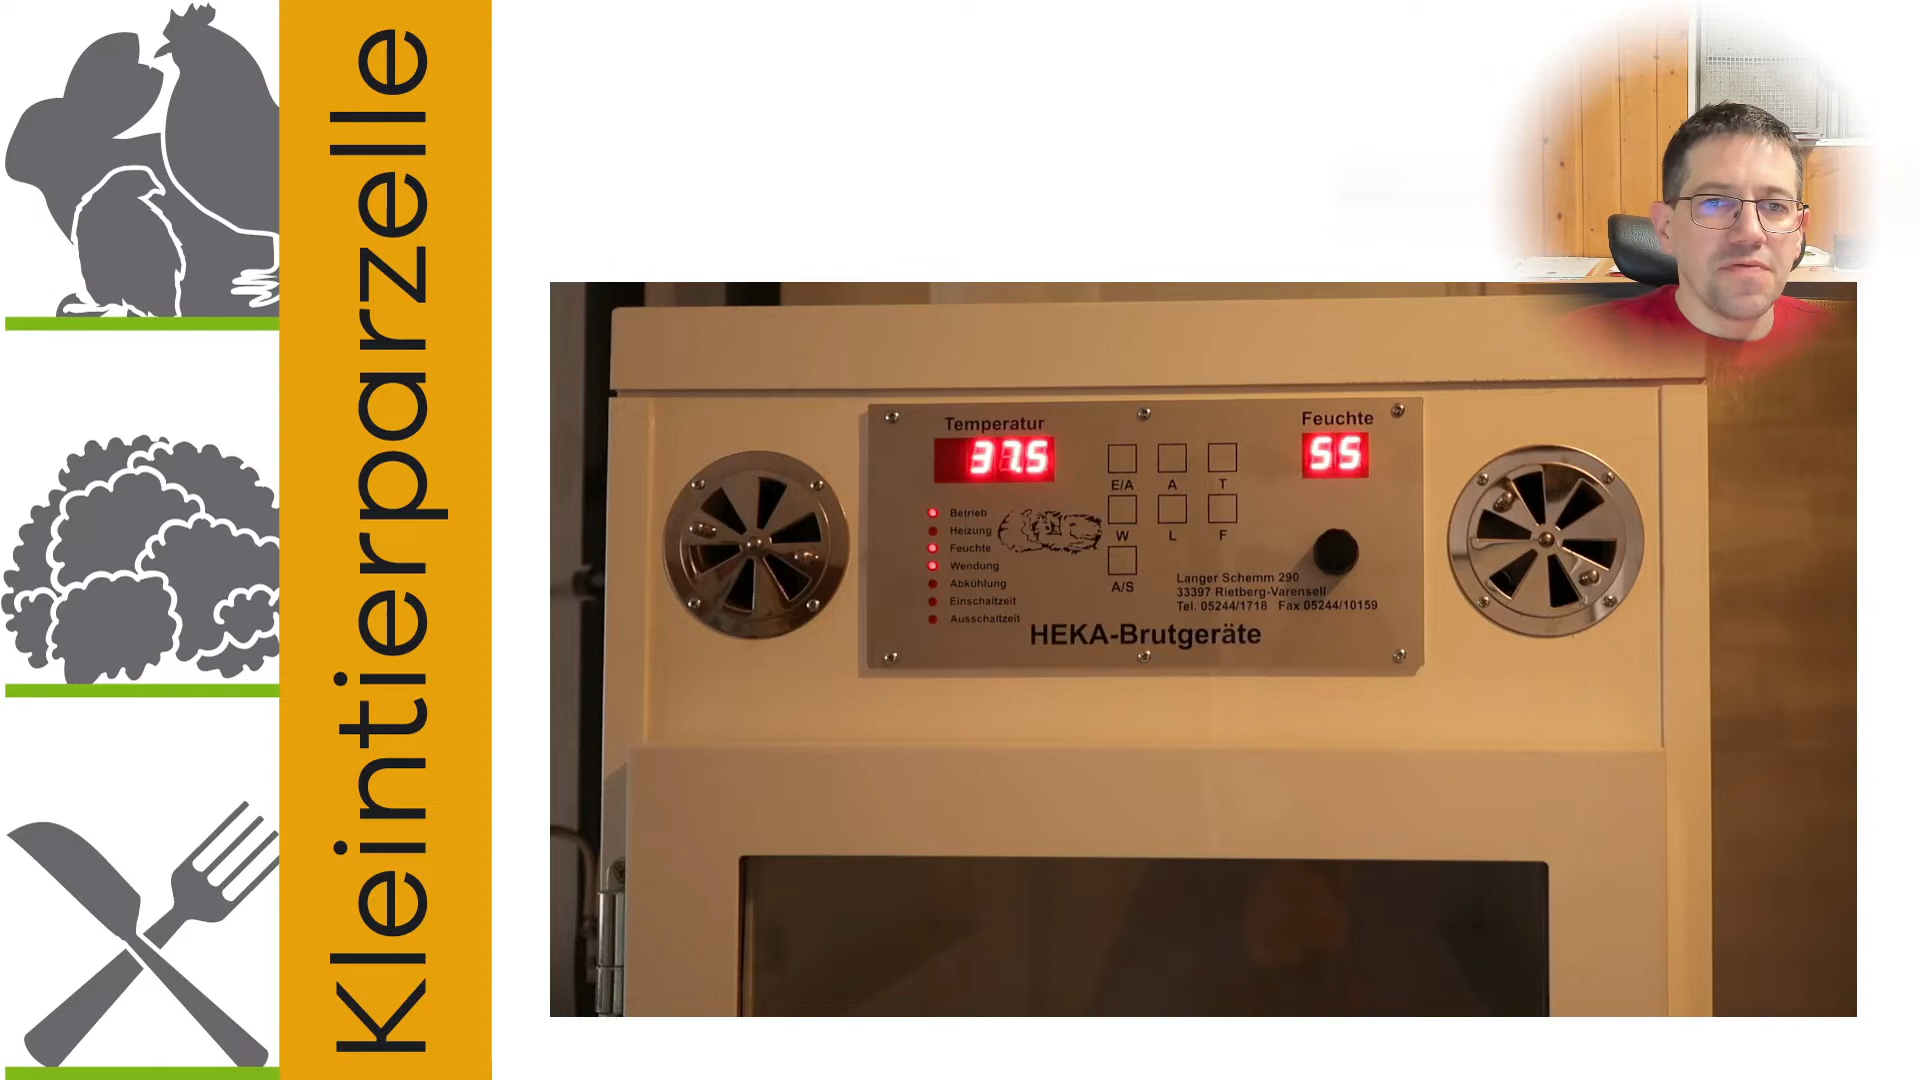 Kleintierparzelle
Temperatur
Feuchte
37.5
55
E/A A T
Betrieb
Heizung
Feuchte
Wendung
Abkühlung
Einschaltzeit
Ausschaltzeit
W L F
A/S
Langer Schemm 290
33397 Rietberg-Varensell
Tel. 05244/1718 Fax 05244/10159
HEKA-Brutgeräte